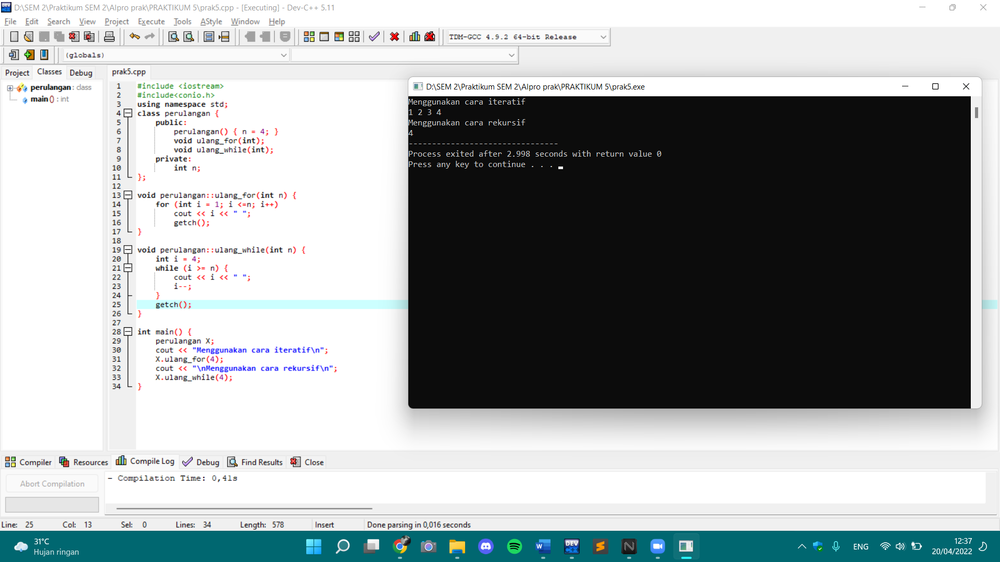 D:\SEM 2\Praktikum SEM 2\Alpro prak\PRAKTIKUM 5\prak5.cpp - [Executing] - Dev-C++ 5.11
File Edit Search View Project Execute Tools AStyle Window Help
TDM-GCC 4.9.2 64-bit Release
(globals)
Project Classes Debug
perulangan : class
main () : int
prak5.cpp
1 #include <iostream>
2 #include<conio.h>
3 using namespace std;
4 class perulangan {
5 public:
6 perulangan() { n = 4; }
7 void ulang_for(int);
8 void ulang_while(int);
9 private:
10 int n;
11 };
12
13 void perulangan::ulang_for(int n) {
14 for (int i = 1; i <=n; i++)
15 cout << i << " ";
16 getch();
17 }
18
19 void perulangan::ulang_while(int n) {
20 int i = 4;
21 while (i >= n) {
22 cout << i << " ";
23 i--;
24 }
25 getch();
26 }
27
28 int main() {
29 perulangan X;
30 cout << "Menggunakan cara iteratif\n";
31 X.ulang_for(4);
32 cout << "\nMenggunakan cara rekursif\n";
33 X.ulang_while(4);
34 }
D:\SEM 2\Praktikum SEM 2\Alpro prak\PRAKTIKUM 5\prak5.exe
Menggunakan cara iteratif
1 2 3 4
Menggunakan cara rekursif
4
--------------------------------
Process exited after 2.998 seconds with return value 0
Press any key to continue . . .
Compiler Resources Compile Log Debug Find Results Close
Abort Compilation
- Compilation Time: 0,41s
Line: 25 Col: 13 Sel: 0 Lines: 34 Length: 578 Insert Done parsing in 0,016 seconds
31°C
Hujan ringan
DEV
C++
ENG
12:37
20/04/2022